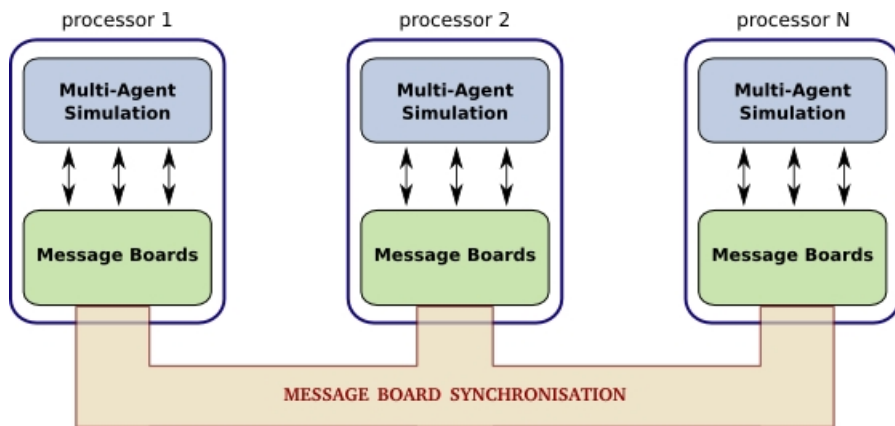 processor 1
processor 2
processor N
Multi-Agent
Simulation
Multi-Agent
Simulation
Multi-Agent
Simulation
Message Boards
Message Boards
Message Boards
MESSAGE BOARD SYNCHRONISATION